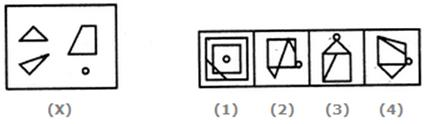 (X) (1) (2) (3) (4)